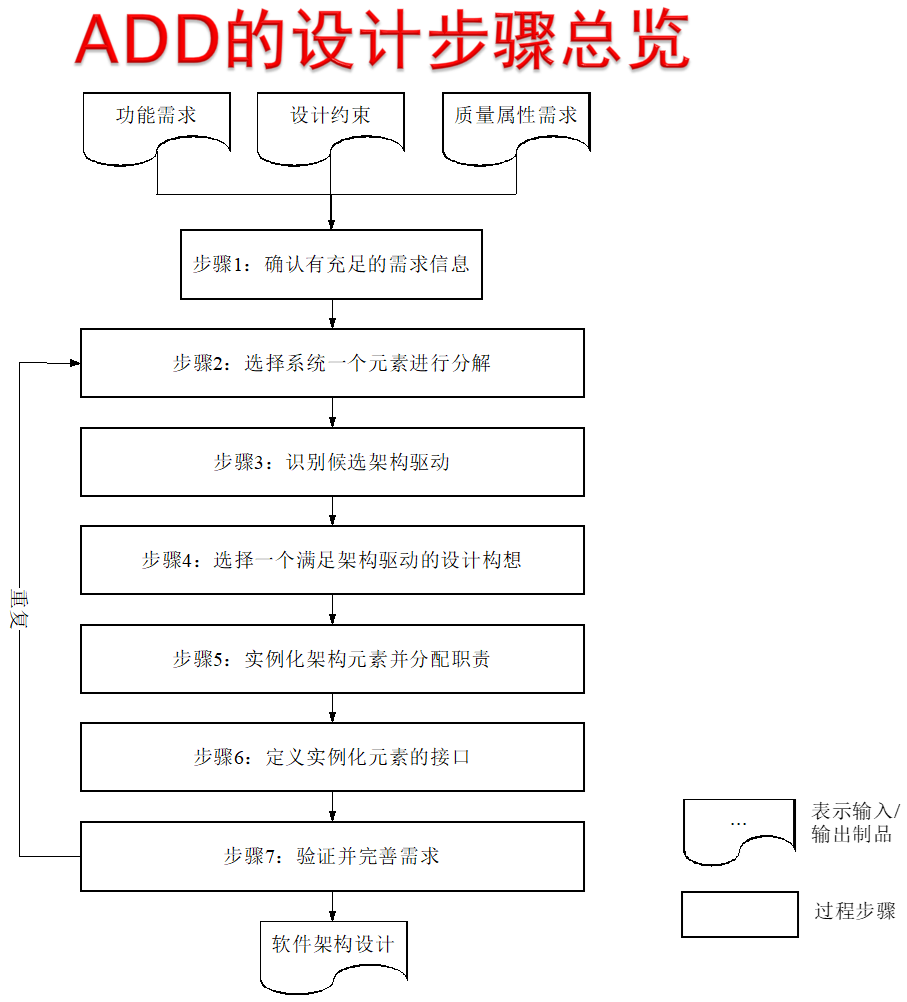 ADD的设计步骤总览
功能需求
设计约束
质量属性需求
步骤1：确认有充足的需求信息
步骤2：选择系统一个元素进行分解
步骤3：识别候选架构驱动
步骤4：选择一个满足架构驱动的设计构想
步骤5：实例化架构元素并分配职责
步骤6：定义实例化元素的接口
步骤7：验证并完善需求
重复
软件架构设计
...
表示输入/
输出制品
过程步骤